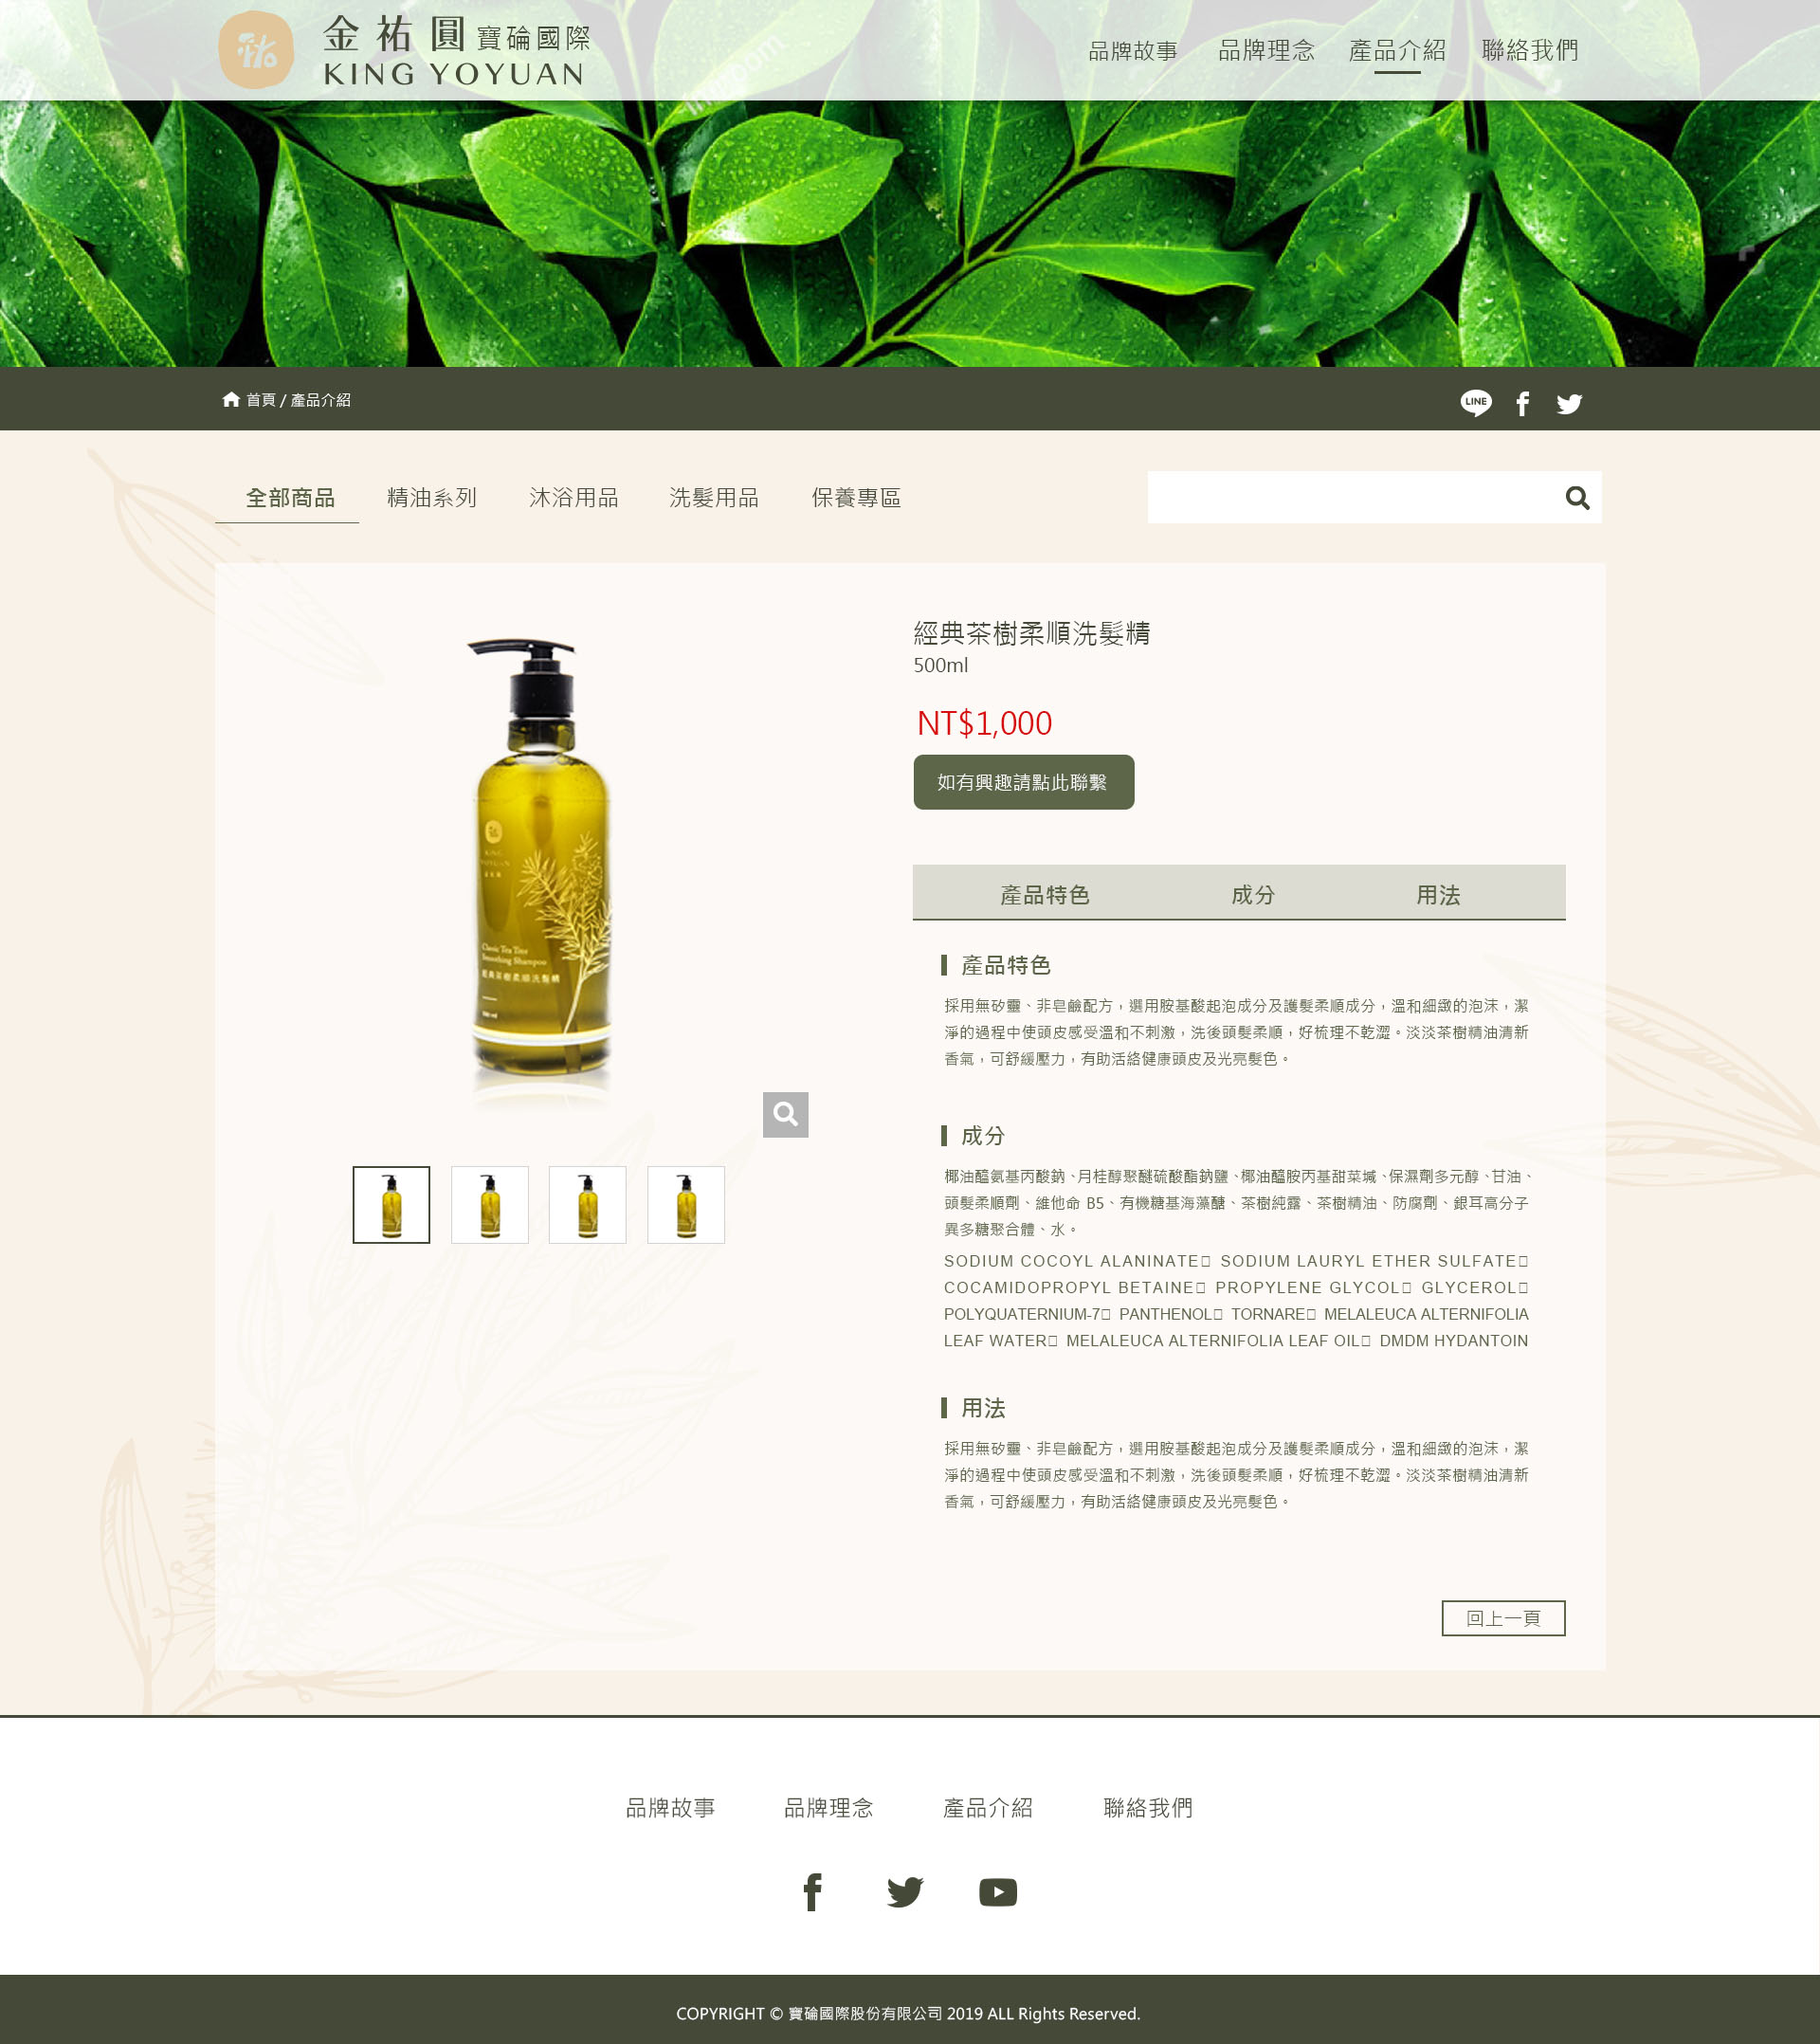 金祐圓 寶碖國際
KING YOYUAN
品牌故事 品牌理念 產品介紹 聯絡我們
首頁 / 產品介紹
LINE
全部商品 精油系列 沐浴用品 洗髮用品 保養專區
經典茶樹柔順洗髮精
500ml
NT$1,000
如有興趣請點此聯繫
KING
YOYUAN
Classic Tea Tree
Smoothing Shampoo
經典茶樹柔順洗髮精
產品特色 成分 用法
產品特色
採用無矽靈、非皂鹼配方，選用胺基酸起泡成分及護髮柔順成分，溫和細緻的泡沫，潔
淨的過程中使頭皮感受溫和不刺激，洗後頭髮柔順，好梳理不乾澀。淡淡茶樹精油清新
香氣，可舒緩壓力，有助活絡健康頭皮及光亮髮色。
成分
椰油醯氨基丙酸鈉、月桂醇聚醚硫酸酯鈉鹽、椰油醯胺丙基甜菜堿、保濕劑多元醇、甘油、
頭髮柔順劑、維他命 B5、有機糖基海藻醣、茶樹純露、茶樹精油、防腐劑、銀耳高分子
異多糖聚合體、水。
SODIUM COCOYL ALANINATE、SODIUM LAURYL ETHER SULFATE、
COCAMIDOPROPYL BETAINE、PROPYLENE GLYCOL、GLYCEROL、
POLYQUATERNIUM-7、PANTHENOL、TORNARE、MELALEUCA ALTERNIFOLIA
LEAF WATER、MELALEUCA ALTERNIFOLIA LEAF OIL、DMDM HYDANTOIN
用法
採用無矽靈、非皂鹼配方，選用胺基酸起泡成分及護髮柔順成分，溫和細緻的泡沫，潔
淨的過程中使頭皮感受溫和不刺激，洗後頭髮柔順，好梳理不乾澀。淡淡茶樹精油清新
香氣，可舒緩壓力，有助活絡健康頭皮及光亮髮色。
回上一頁
品牌故事 品牌理念 產品介紹 聯絡我們
COPYRIGHT © 寶碖國際股份有限公司 2019 ALL Rights Reserved.